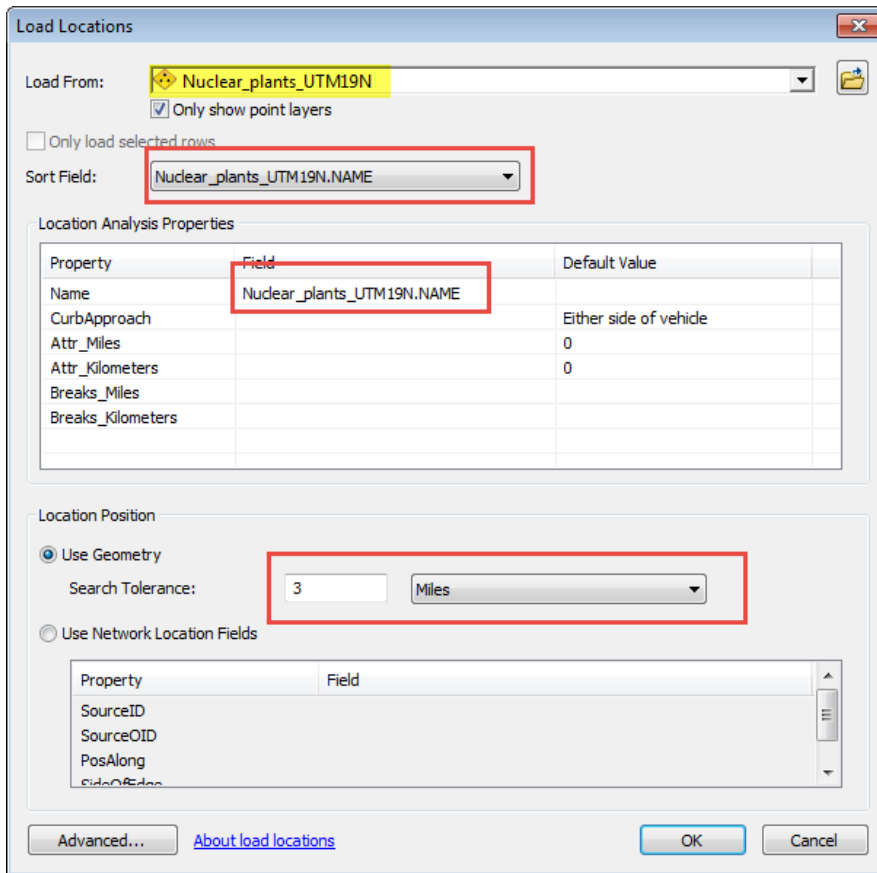 Load Locations
Load From: Nuclear_plants_UTM19N
Only show point layers
Only load selected rows
Sort Field: Nuclear_plants_UTM19N.NAME
Location Analysis Properties
Property Field Default Value
Name Nuclear_plants_UTM19N.NAME
CurbApproach Either side of vehicle
Attr_Miles 0
Attr_Kilometers 0
Breaks_Miles
Breaks_Kilometers
Location Position
Use Geometry
Search Tolerance: 3 Miles
Use Network Location Fields
Property Field
SourceID
SourceOID
PosAlong
SideOfEdge
Advanced... About load locations OK Cancel